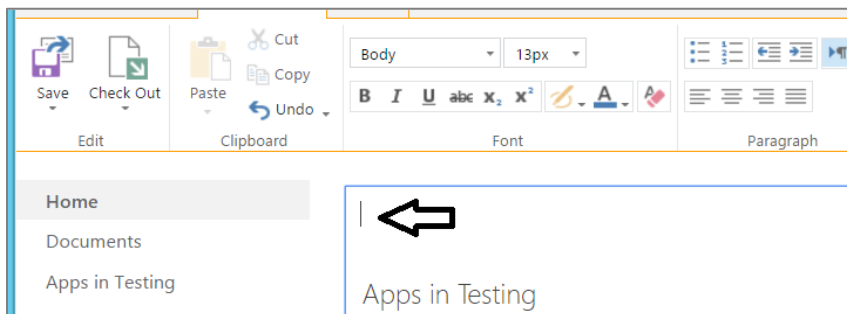 Cut
Copy
Undo
Save
Check Out
Paste
Body
13px
B I U abc x₂ x² A
Edit
Clipboard
Font
Paragraph
Home
Documents
Apps in Testing
Apps in Testing